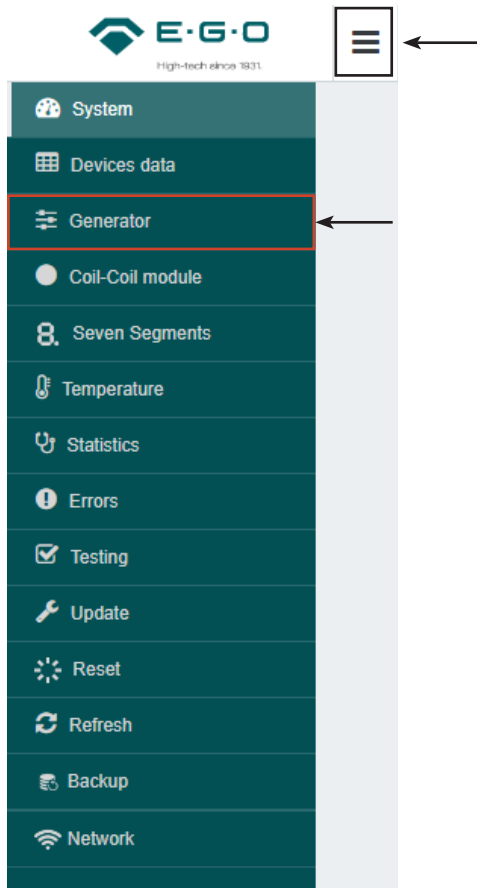 E·G·O
High-tech since 1931.
System
Devices data
Generator
Coil-Coil module
8. Seven Segments
Temperature
Statistics
Errors
Testing
Update
Reset
Refresh
Backup
Network